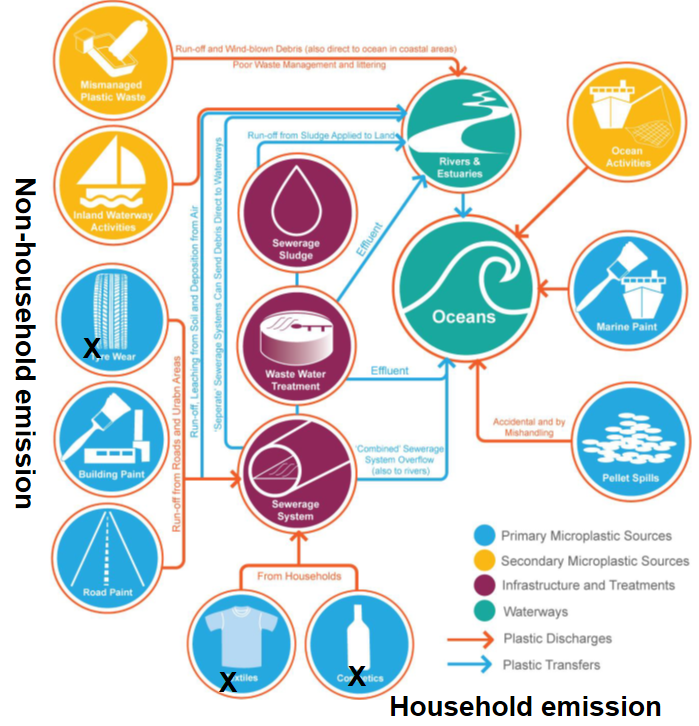 Run-off and Wind-blown Debris (also direct to ocean in coastal areas)
Poor Waste Management and littering
Mismanaged
Plastic Waste
Inland Waterway
Activities
X
yre Wear
Building Paint
Road Paint
Non-household emission
Run-off from Roads and Urabn Areas
Run-off, Leaching from Soil and Deposition from Air
'Seperate' Sewerage Systems Can Send Debris Direct to Waterways
Run-off from Sludge Applied to Land
Sewerage
Sludge
Effluent
Waste Water
Treatment
Effluent
Sewerage
System
'Combined' Sewerage
System Overflow
(also to rivers)
From Households
X
xtiles
X
Co
etics
Rivers &
Estuaries
Oceans
Ocean
Activities
Marine Paint
Accidental and by
Mishandling
Pellet Spills
Primary Microplastic Sources
Secondary Microplastic Sources
Infrastructure and Treatments
Waterways
Plastic Discharges
Plastic Transfers
Household emission